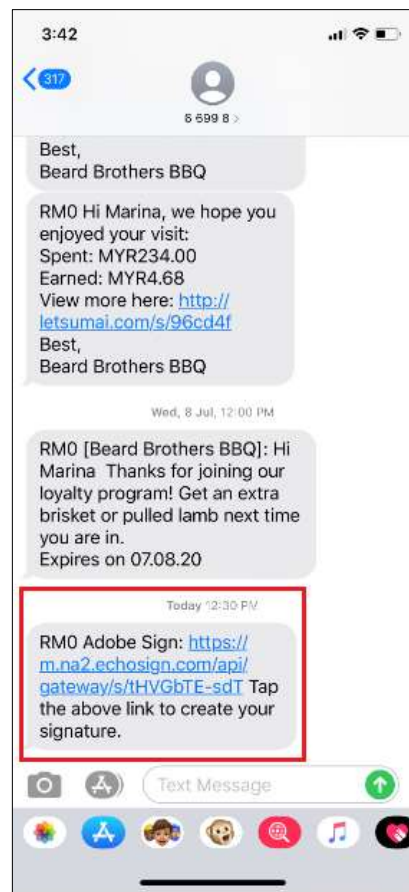 3:42
317
6 699 8 >
Best,
Beard Brothers BBQ
RM0 Hi Marina, we hope you
enjoyed your visit:
Spent: MYR234.00
Earned: MYR4.68
View more here: http://
letsumai.com/s/96cd4f
Best,
Beard Brothers BBQ
Wed, 8 Jul, 12:00 PM
RM0 [Beard Brothers BBQ]: Hi
Marina  Thanks for joining our
loyalty program! Get an extra
brisket or pulled lamb next time
you are in.
Expires on 07.08.20
Today 12:30 PM
RM0 Adobe Sign: https://
m.na2.echosign.com/api/
gateway/s/tHVGbTE-sdT Tap
the above link to create your
signature.
Text Message